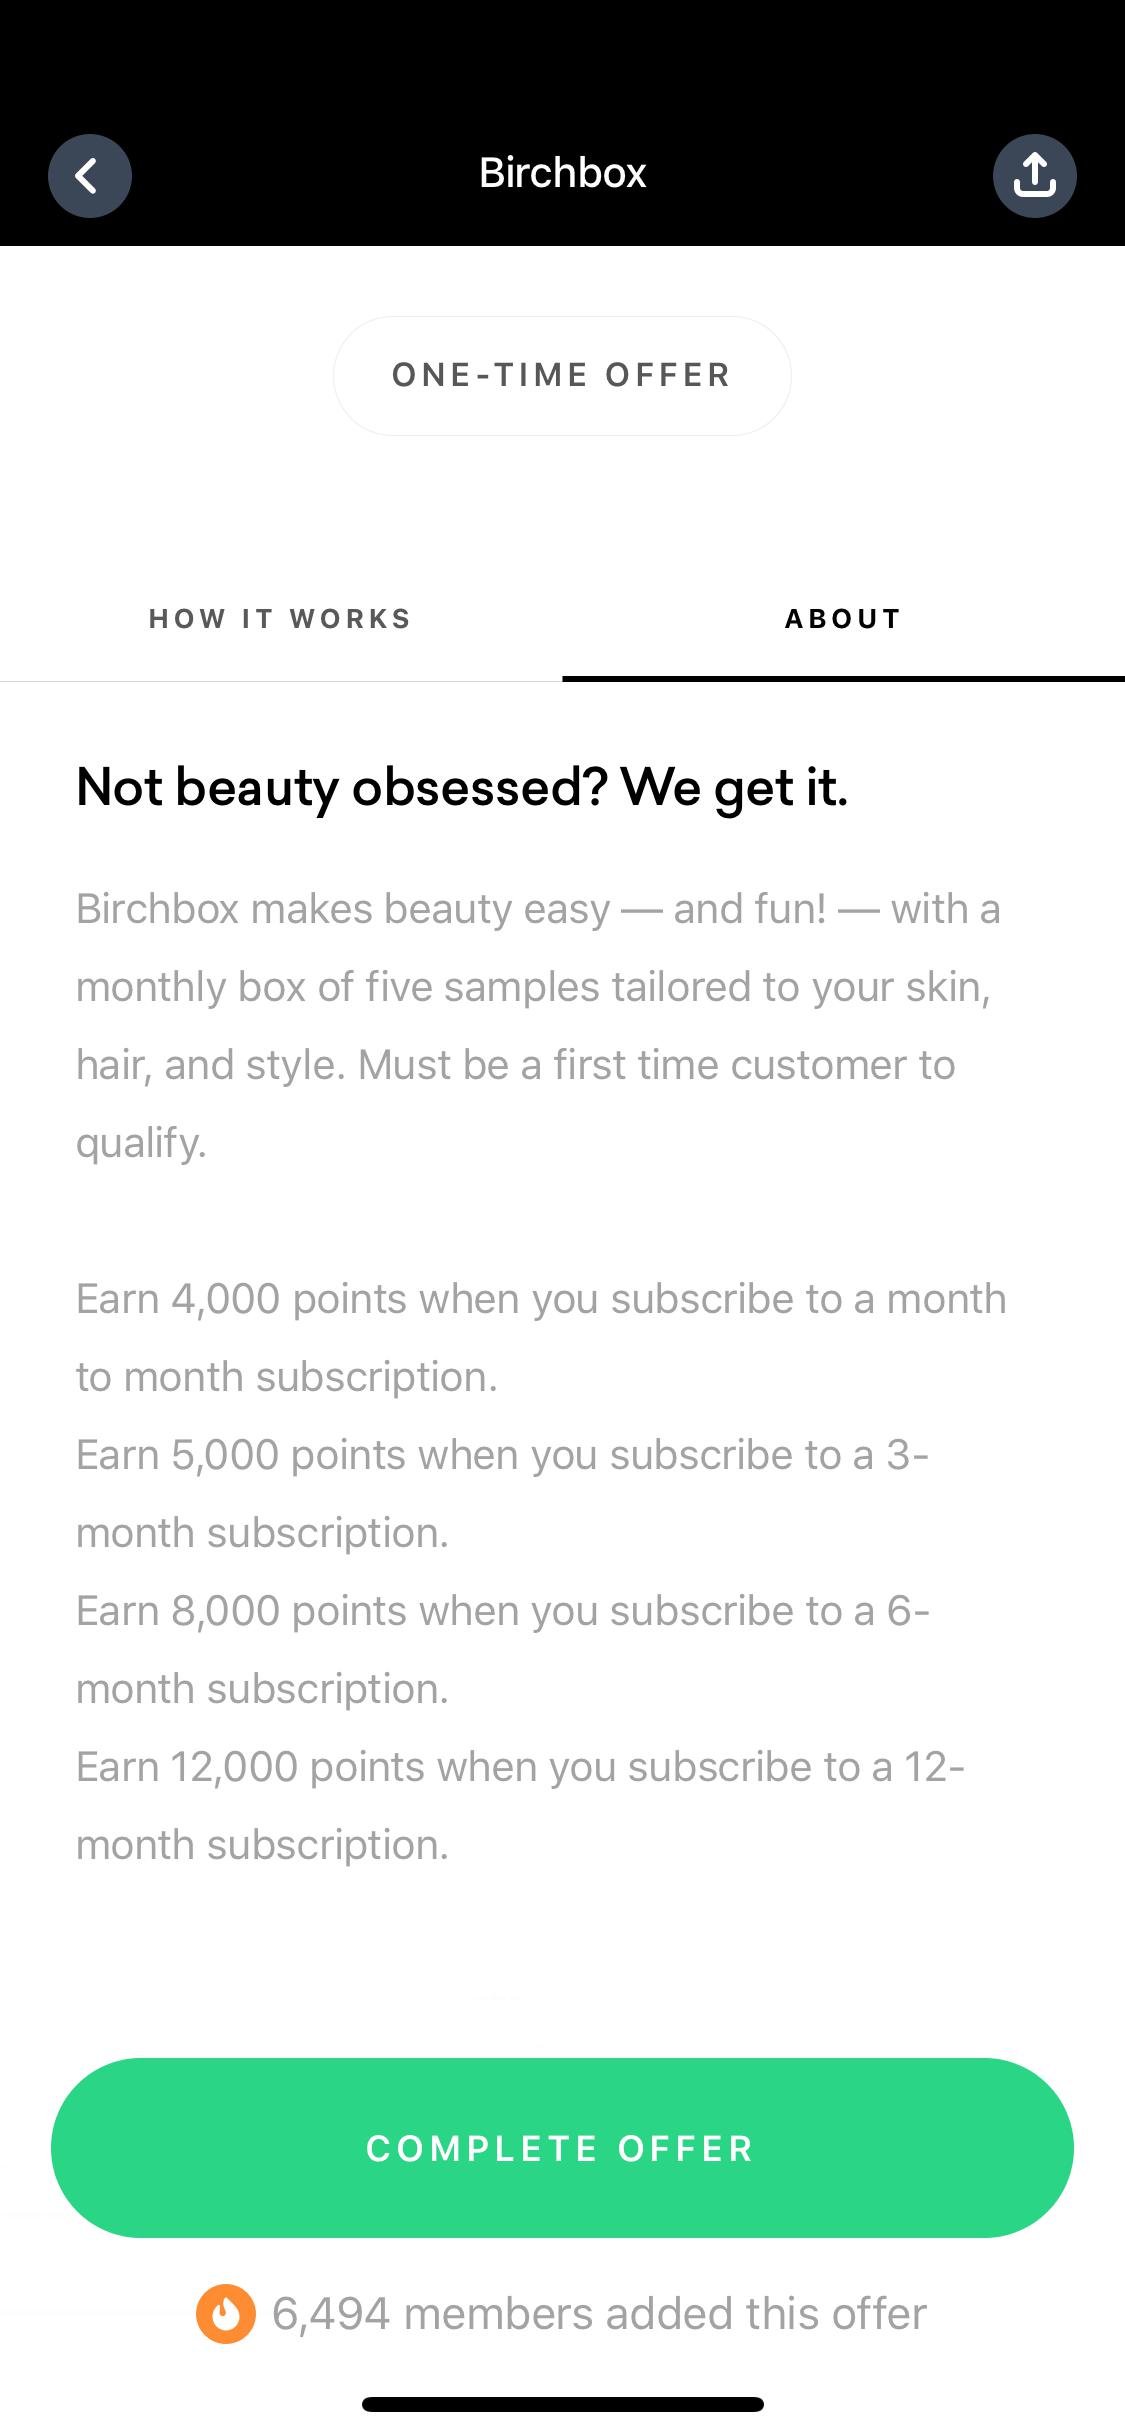 Birchbox
ONE-TIME OFFER
HOW IT WORKS
ABOUT
Not beauty obsessed? We get it.
Birchbox makes beauty easy — and fun! — with a
monthly box of five samples tailored to your skin,
hair, and style. Must be a first time customer to
qualify.
Earn 4,000 points when you subscribe to a month
to month subscription.
Earn 5,000 points when you subscribe to a 3-
month subscription.
Earn 8,000 points when you subscribe to a 6-
month subscription.
Earn 12,000 points when you subscribe to a 12-
month subscription.
COMPLETE OFFER
6,494 members added this offer